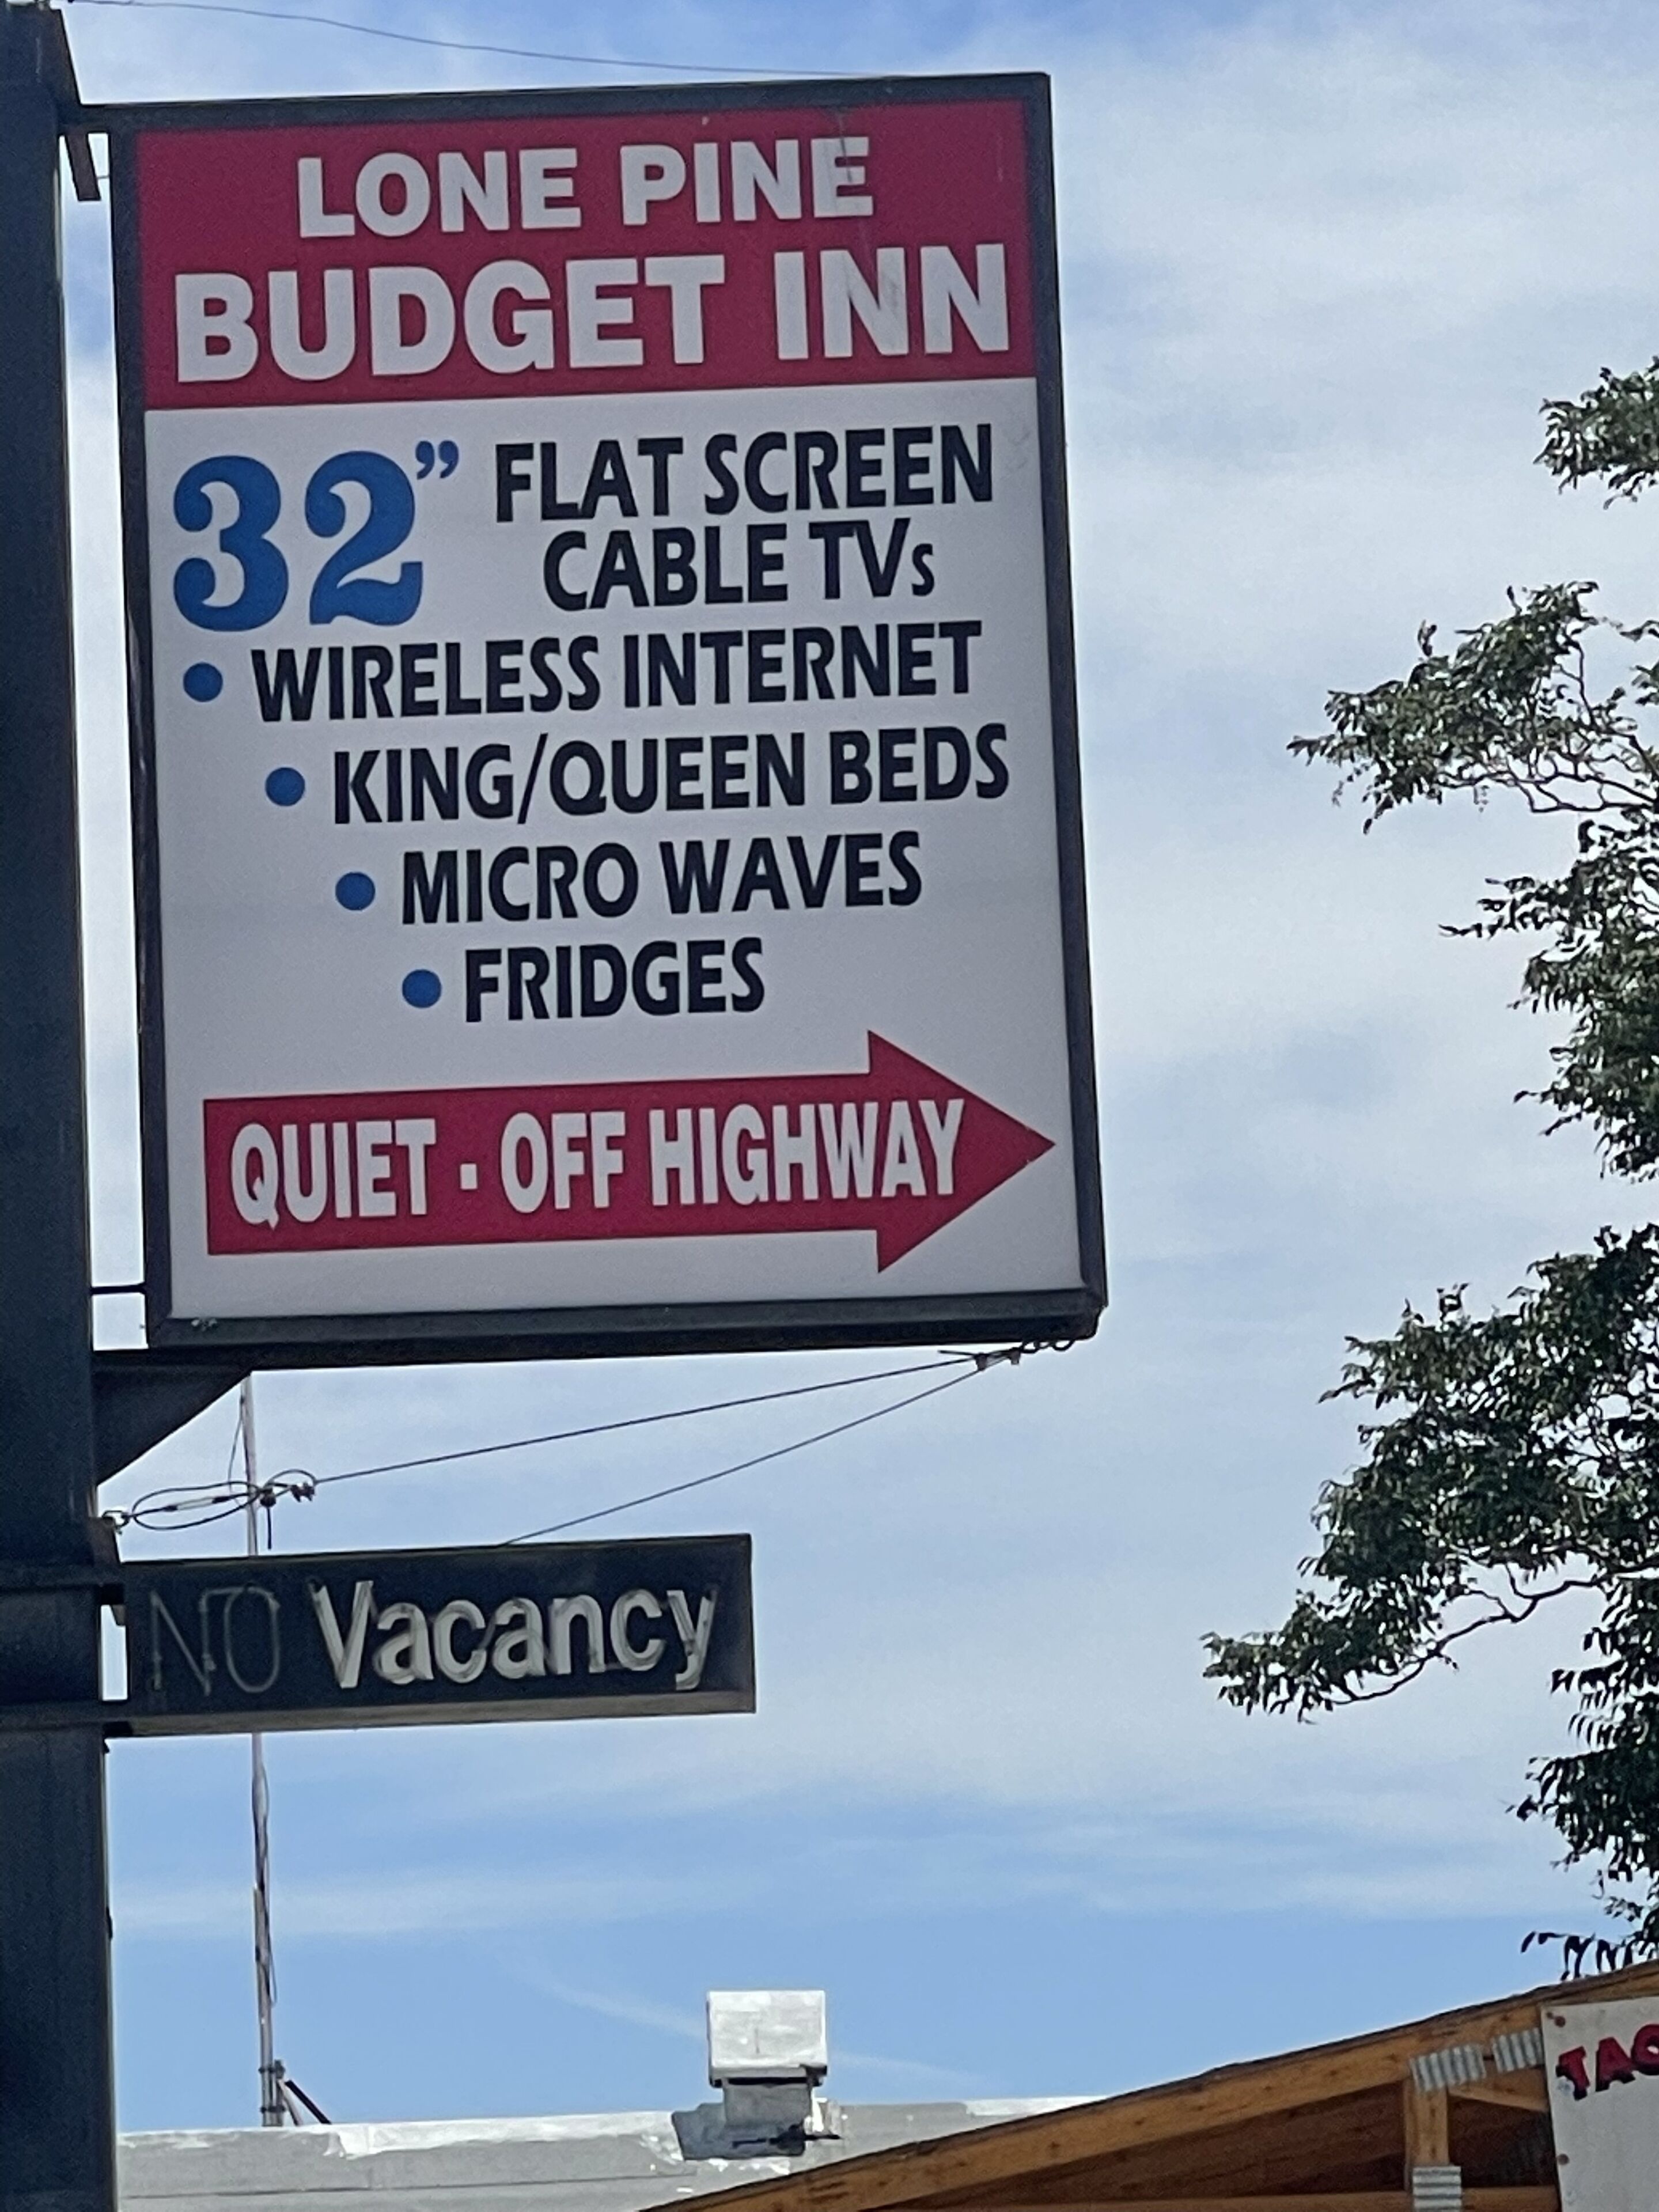 LONE PINE
BUDGET INN
32” FLAT SCREEN
CABLE TVs
• WIRELESS INTERNET
• KING/QUEEN BEDS
• MICRO WAVES
• FRIDGES
QUIET - OFF HIGHWAY
NO Vacancy